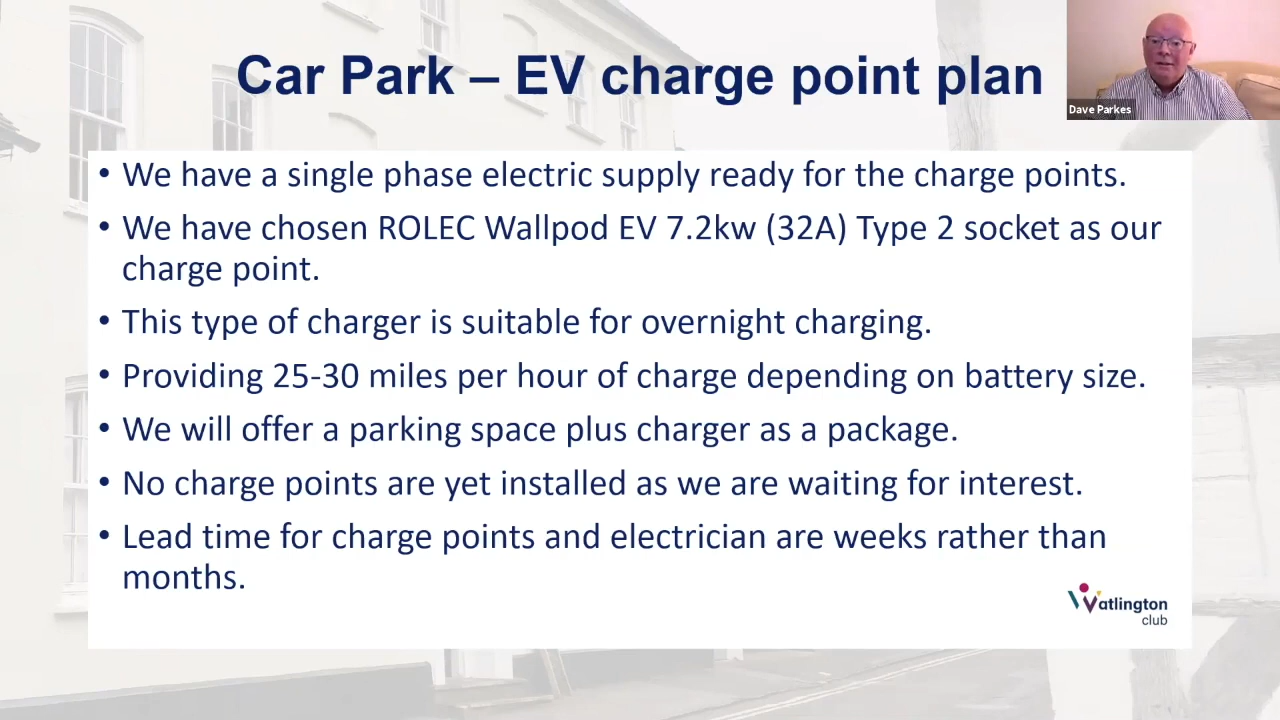 Car Park – EV charge point plan
Dave Parkes
• We have a single phase electric supply ready for the charge points.
• We have chosen ROLEC Wallpod EV 7.2kw (32A) Type 2 socket as our
charge point.
• This type of charger is suitable for overnight charging.
• Providing 25-30 miles per hour of charge depending on battery size.
• We will offer a parking space plus charger as a package.
• No charge points are yet installed as we are waiting for interest.
• Lead time for charge points and electrician are weeks rather than
months.
Watlington
club